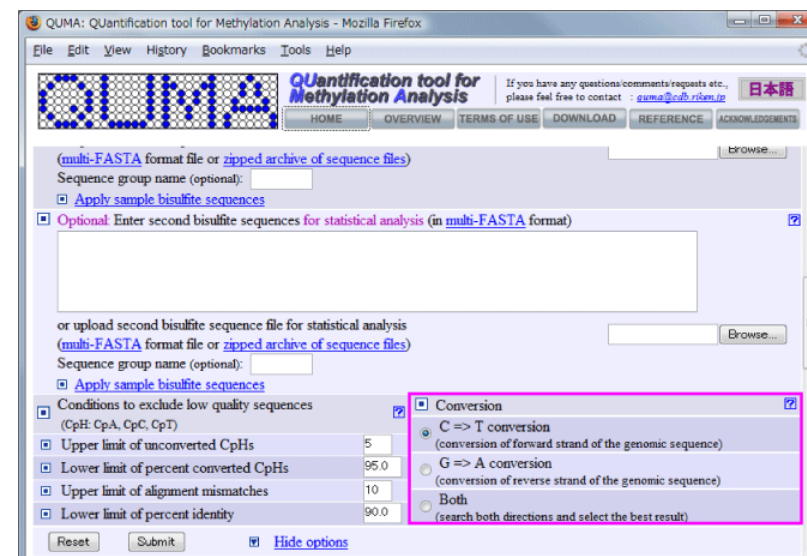 QUMA: QUantification tool for Methylation Analysis - Mozilla Firefox
File Edit View History Bookmarks Tools Help
QUMA
QUantification tool for
Methylation Analysis
If you have any questions/comments/requests etc.,
please feel free to contact : quma@cdb.riken.jp
日本語
HOME OVERVIEW TERMS OF USE DOWNLOAD REFERENCE ACKNOWLEDGEMENTS
(multi-FASTA format file or zipped archive of sequence files)
Browse...
Sequence group name (optional):
Apply sample bisulfite sequences
Optional: Enter second bisulfite sequences for statistical analysis (in multi-FASTA format) ?
or upload second bisulfite sequence file for statistical analysis
(multi-FASTA format file or zipped archive of sequence files)
Browse...
Sequence group name (optional):
Apply sample bisulfite sequences
Conditions to exclude low quality sequences ?
(CpH: CpA, CpC, CpT)
Upper limit of unconverted CpHs 5
Lower limit of percent converted CpHs 95.0
Upper limit of alignment mismatches 10
Lower limit of percent identity 90.0
Conversion ?
C => T conversion
(conversion of forward strand of the genomic sequence)
G => A conversion
(conversion of reverse strand of the genomic sequence)
Both
(search both directions and select the best result)
Reset Submit Hide options